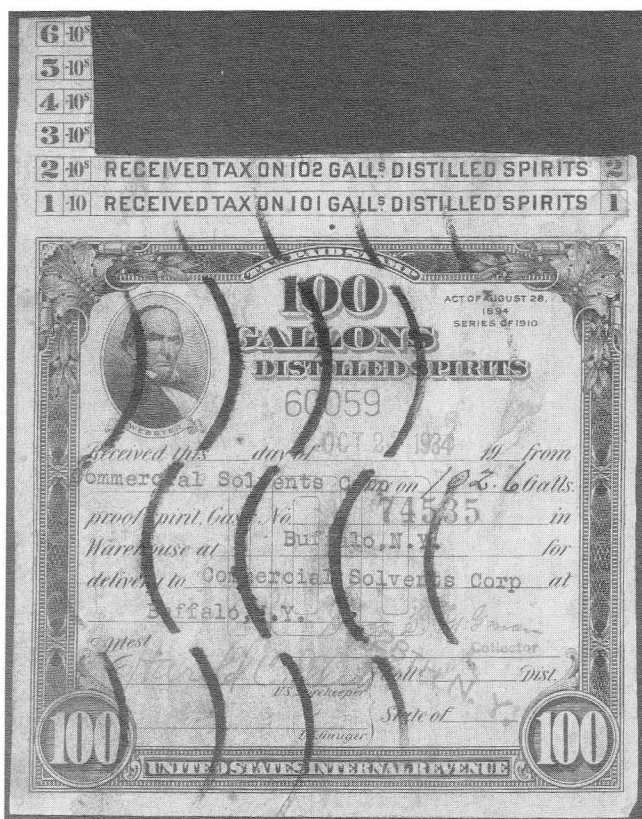 6 -10s
5 -10s
4 -10s
3 -10s
2 -10s RECEIVED TAX ON 102 GALLS DISTILLED SPIRITS 2
1 -10 RECEIVED TAX ON 101 GALLS DISTILLED SPIRITS 1
TAX PAID STAMP
100
GALLONS
DISTILLED SPIRITS
ACT OF AUGUST 28,
1894
SERIES OF 1910
WEBSTER
60059
Received this day of OCT 2 1934 19 from
Commercial Solvents Corp on 102.6 Galls.
proof spirit, Cask No. 74535 in
Warehouse at Buffalo, N.Y. for
delivery to Commercial Solvents Corp at
Buffalo, N.Y.
Attest
Collector
U.S. Storekeeper
Coll. Dist.
N.Y.
State of
U.S. Gauger
100 100
UNITED STATES INTERNAL REVENUE